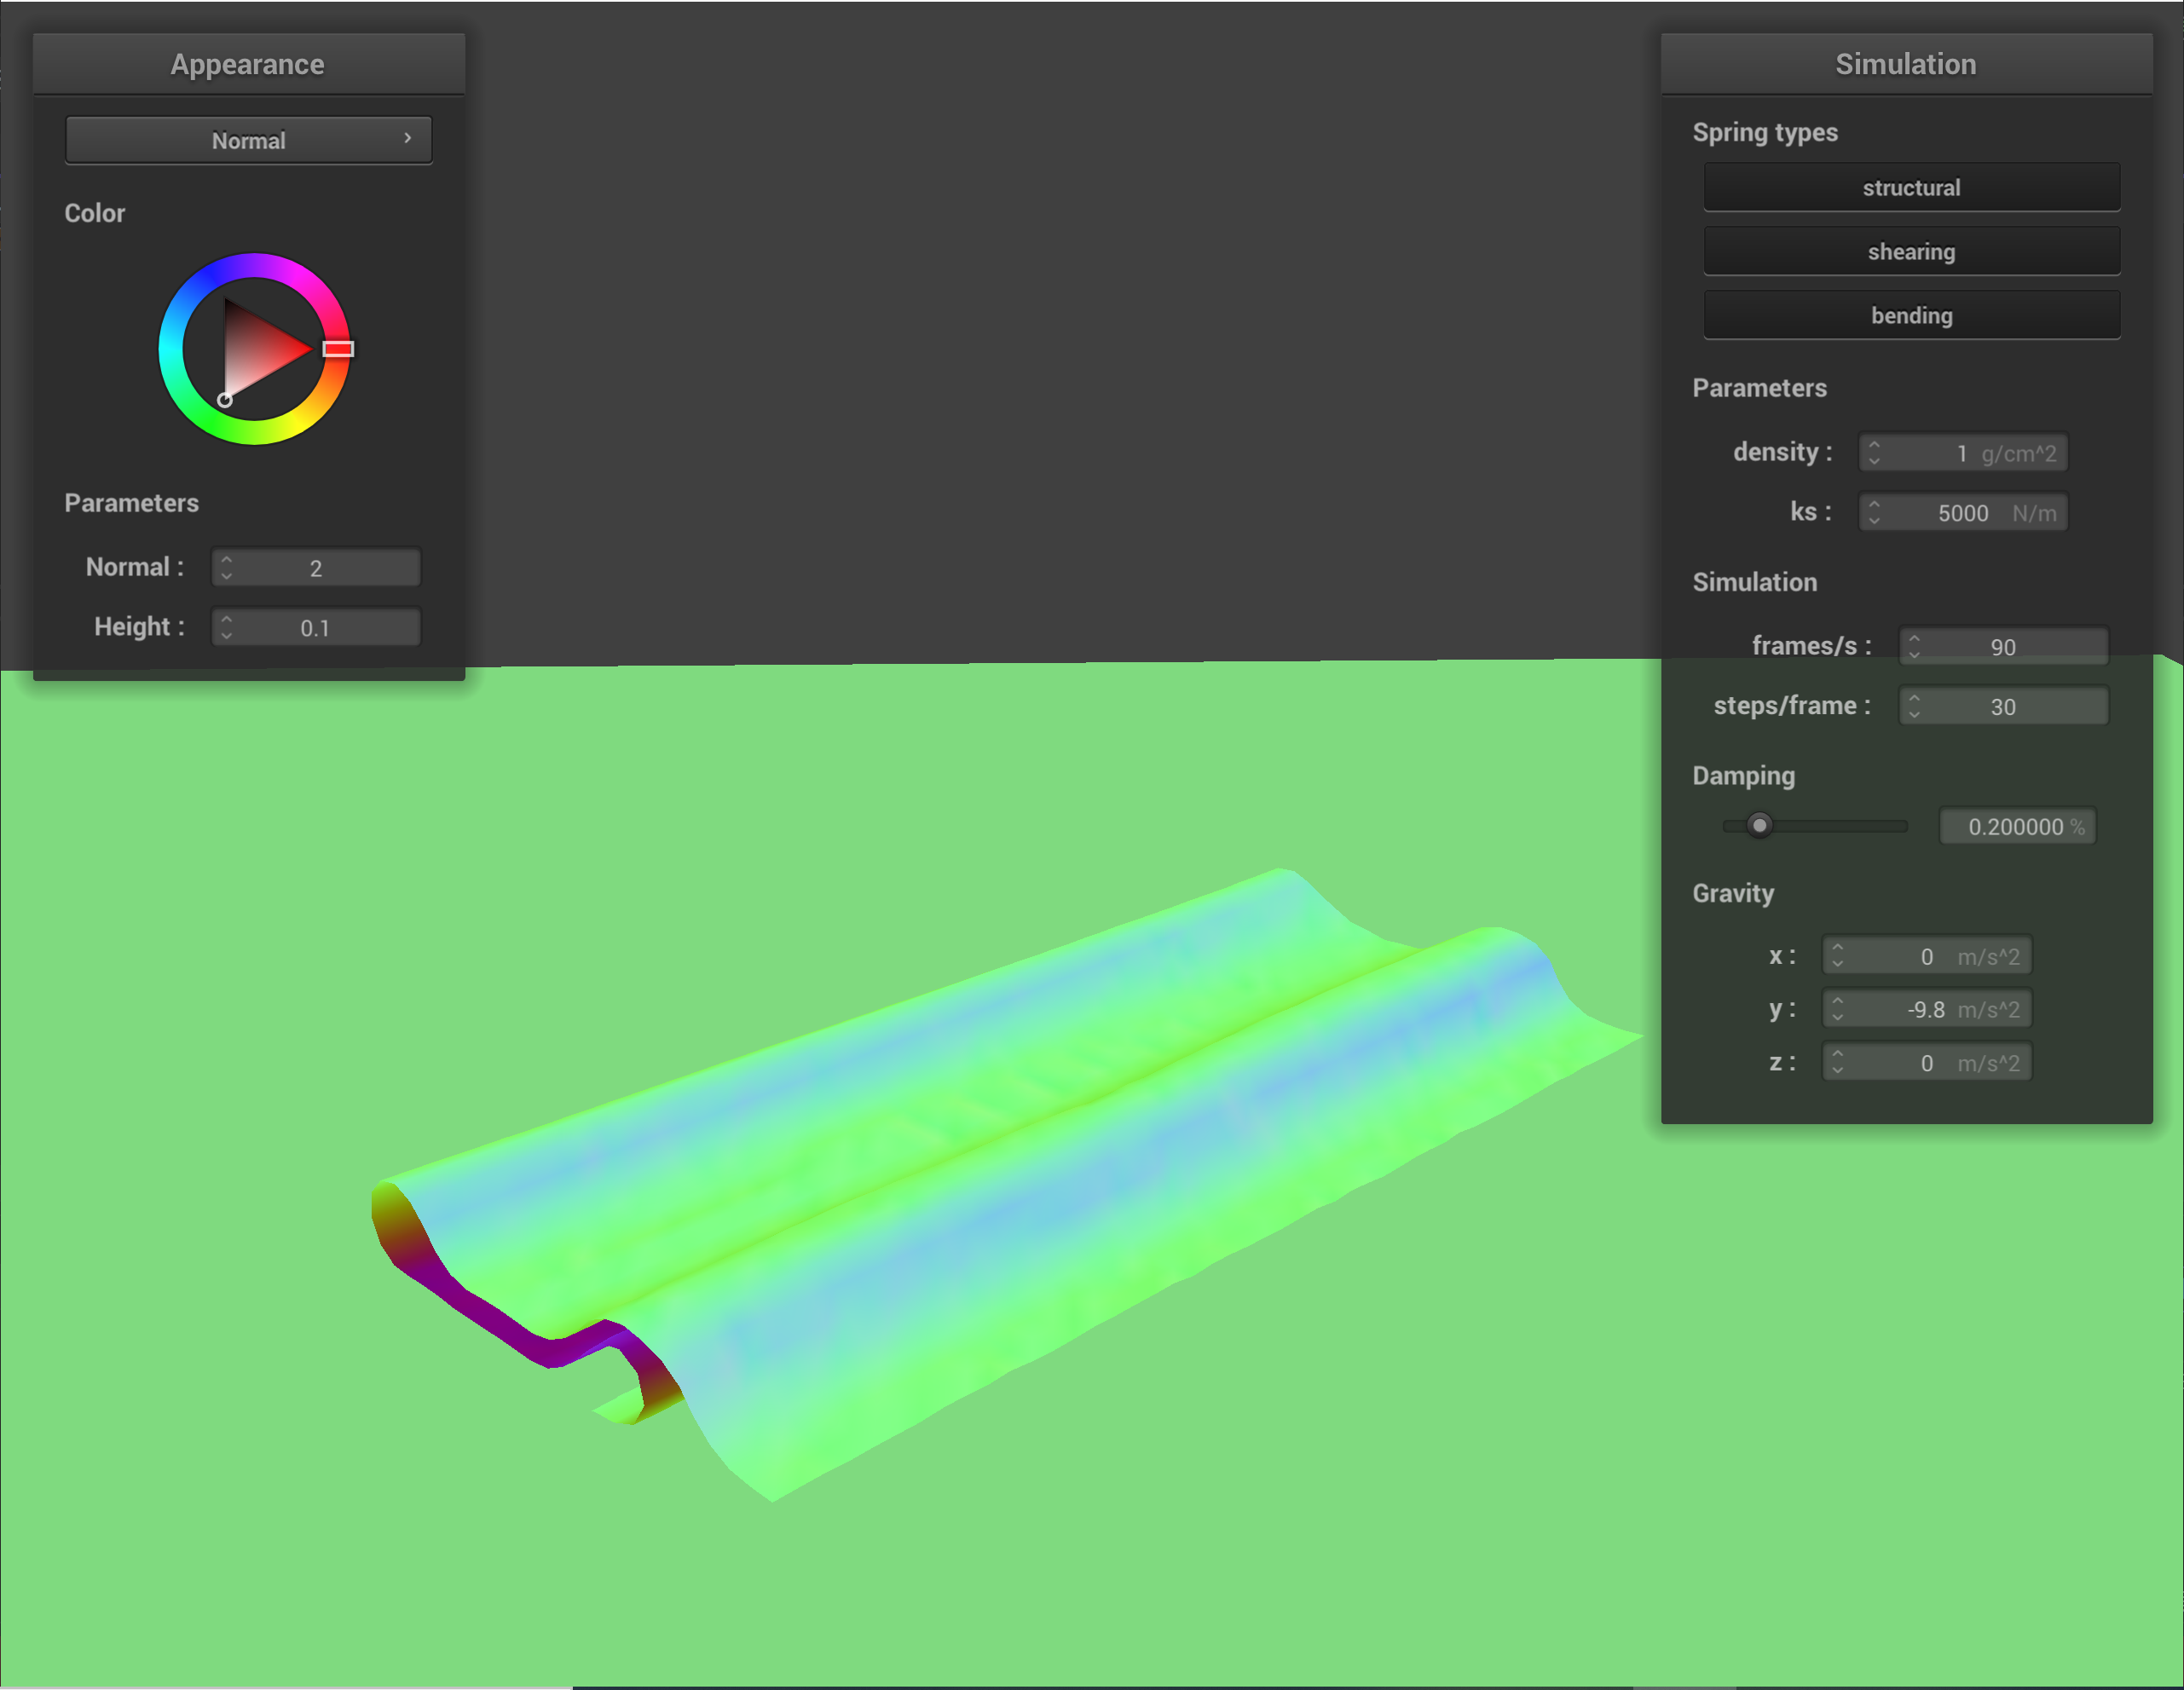 Appearance
Normal
Color
Parameters
Normal : 2
Height : 0.1
Simulation
Spring types
structural
shearing
bending
Parameters
density : 1 g/cm^2
ks : 5000 N/m
Simulation
frames/s : 90
steps/frame : 30
Damping
0.200000 %
Gravity
x : 0 m/s^2
y : -9.8 m/s^2
z : 0 m/s^2